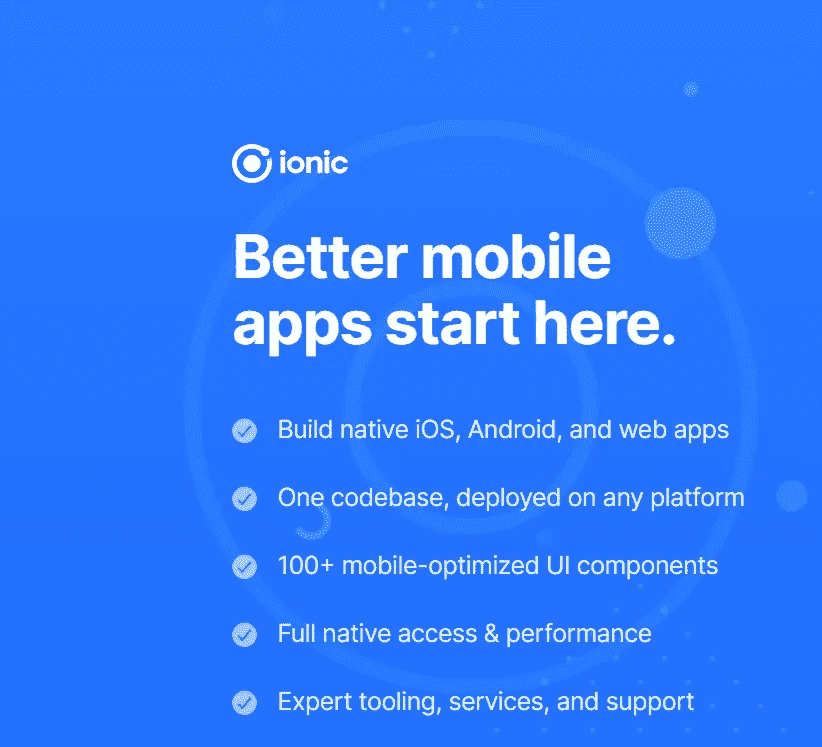 ionic
Better mobile
apps start here.
Build native iOS, Android, and web apps
One codebase, deployed on any platform
100+ mobile-optimized UI components
Full native access & performance
Expert tooling, services, and support